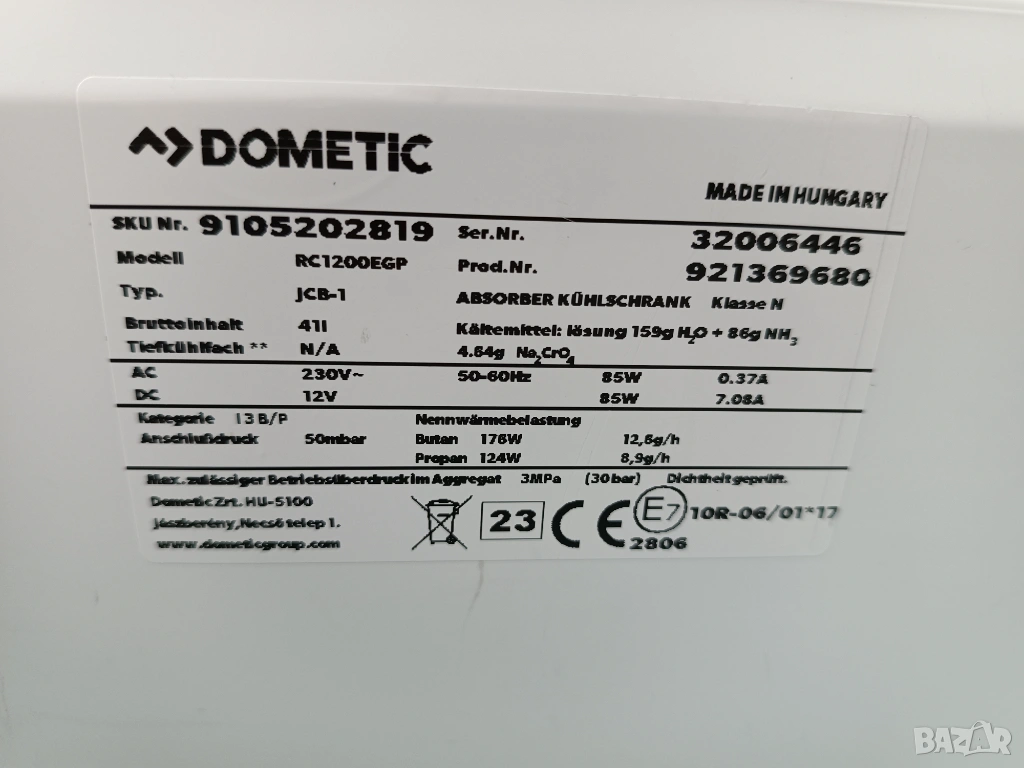 DOMETIC
MADE IN HUNGARY
SKU Nr. 9105202819 Ser.Nr. 32006446
Modell RC1200EGP Prod.Nr. 921369680
Typ. JCB-1 ABSORBER KÜHLSCHRANK Klasse N
Bruttoinhalt 41l Kältemittel: lösung 159g H2O + 86g NH3
Tiefkühlfach ** N/A 4.64g Na2CrO4
AC 230V~ 50-60Hz 85W 0.37A
DC 12V 85W 7.08A
Kategorie I 3 B/P Nennwärmebelastung
Anschlußdruck 50mbar Butan 176W 12,6g/h
Propan 124W 8,9g/h
Max. zulässiger Betriebsüberdruck im Aggregat 3MPa (30bar) Dichtheit geprüft.
Dometic Zrt. HU-5100
Jászberény, Necső telep 1.
www.dometicgroup.com
23 CE E7 10R-06/01*17
2806
BAZAR